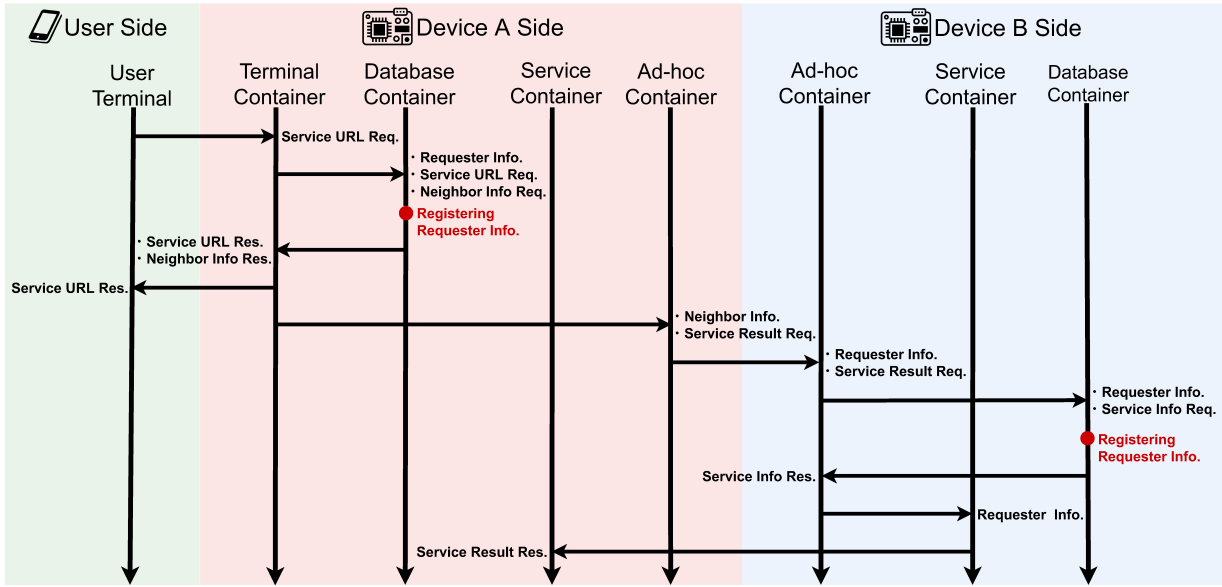 User Side
Device A Side
Device B Side
User
Terminal
Terminal
Container
Database
Container
Service
Container
Ad-hoc
Container
Ad-hoc
Container
Service
Container
Database
Container
Service URL Req.
・Requester Info.
・Service URL Req.
・Neighbor Info Req.
Registering
Requester Info.
・Service URL Res.
・Neighbor Info Res.
Service URL Res.
・Neighbor Info.
・Service Result Req.
・Requester Info.
・Service Result Req.
・Requester Info.
・Service Info Req.
Registering
Requester Info.
Service Info Res.
Requester Info.
Service Result Res.